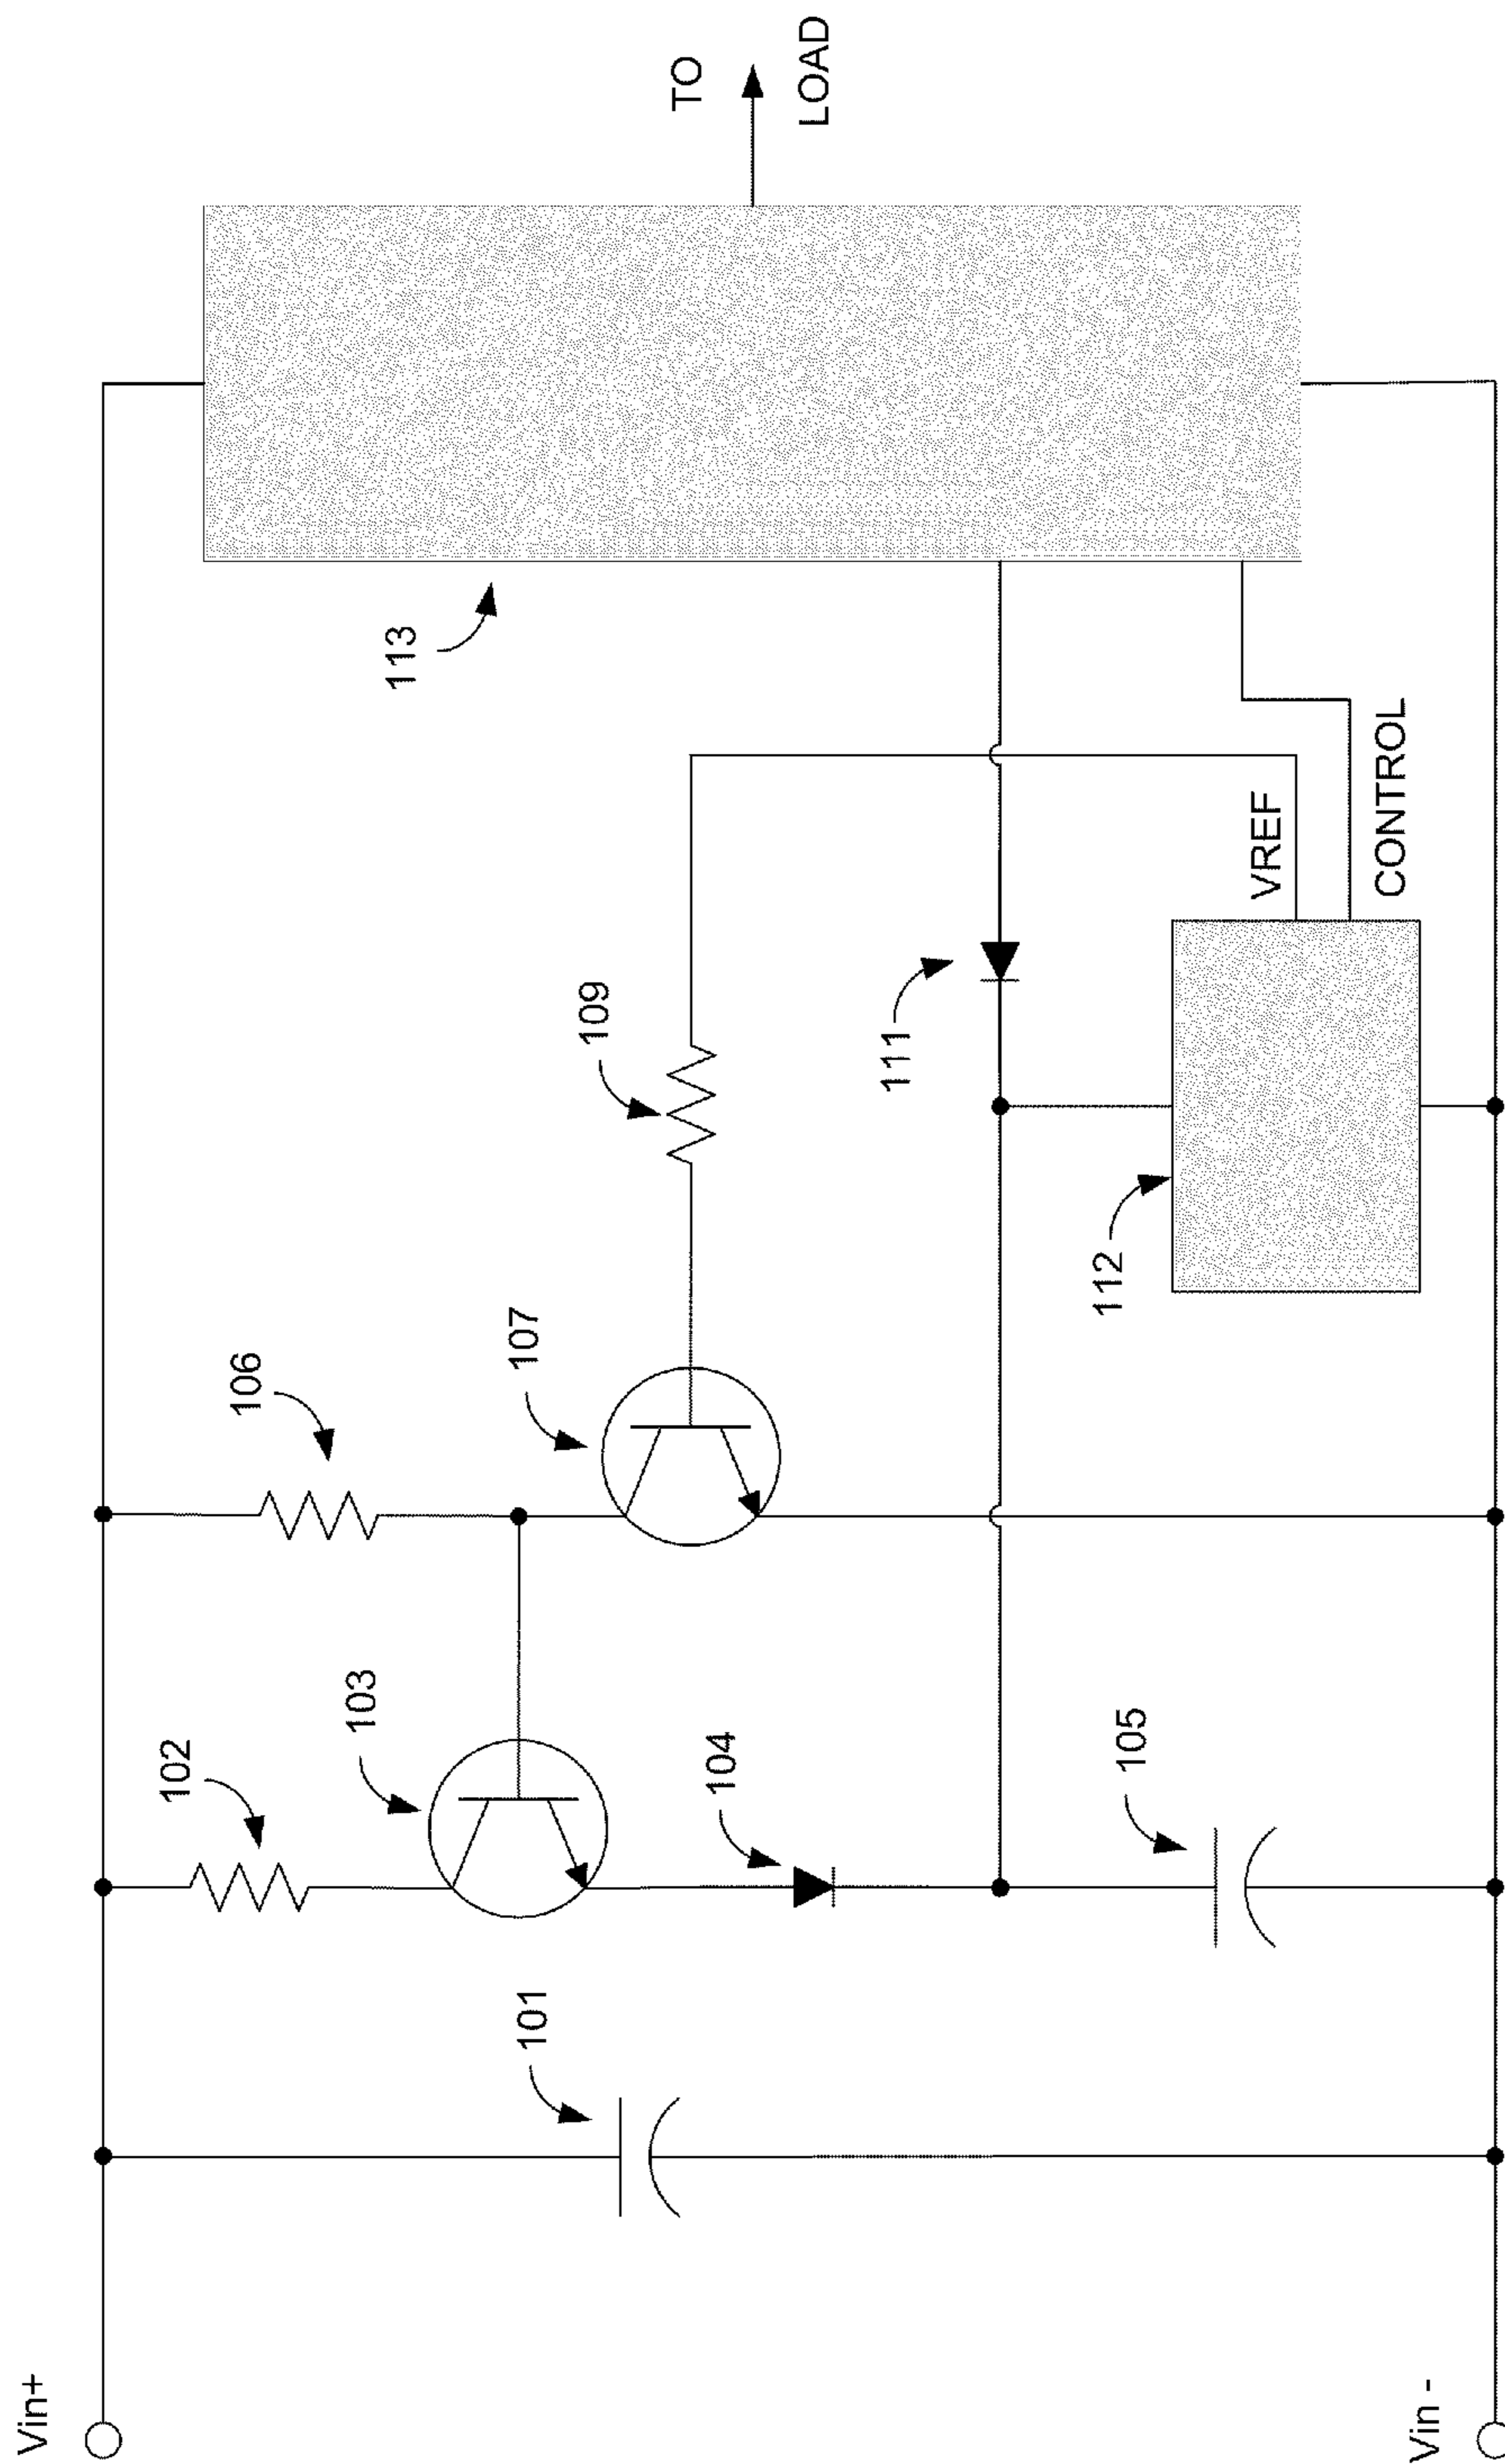 Vin+
Vin -
101
102
103
104
105
106
107
109
111
112
VREF
CONTROL
113
TO
LOAD